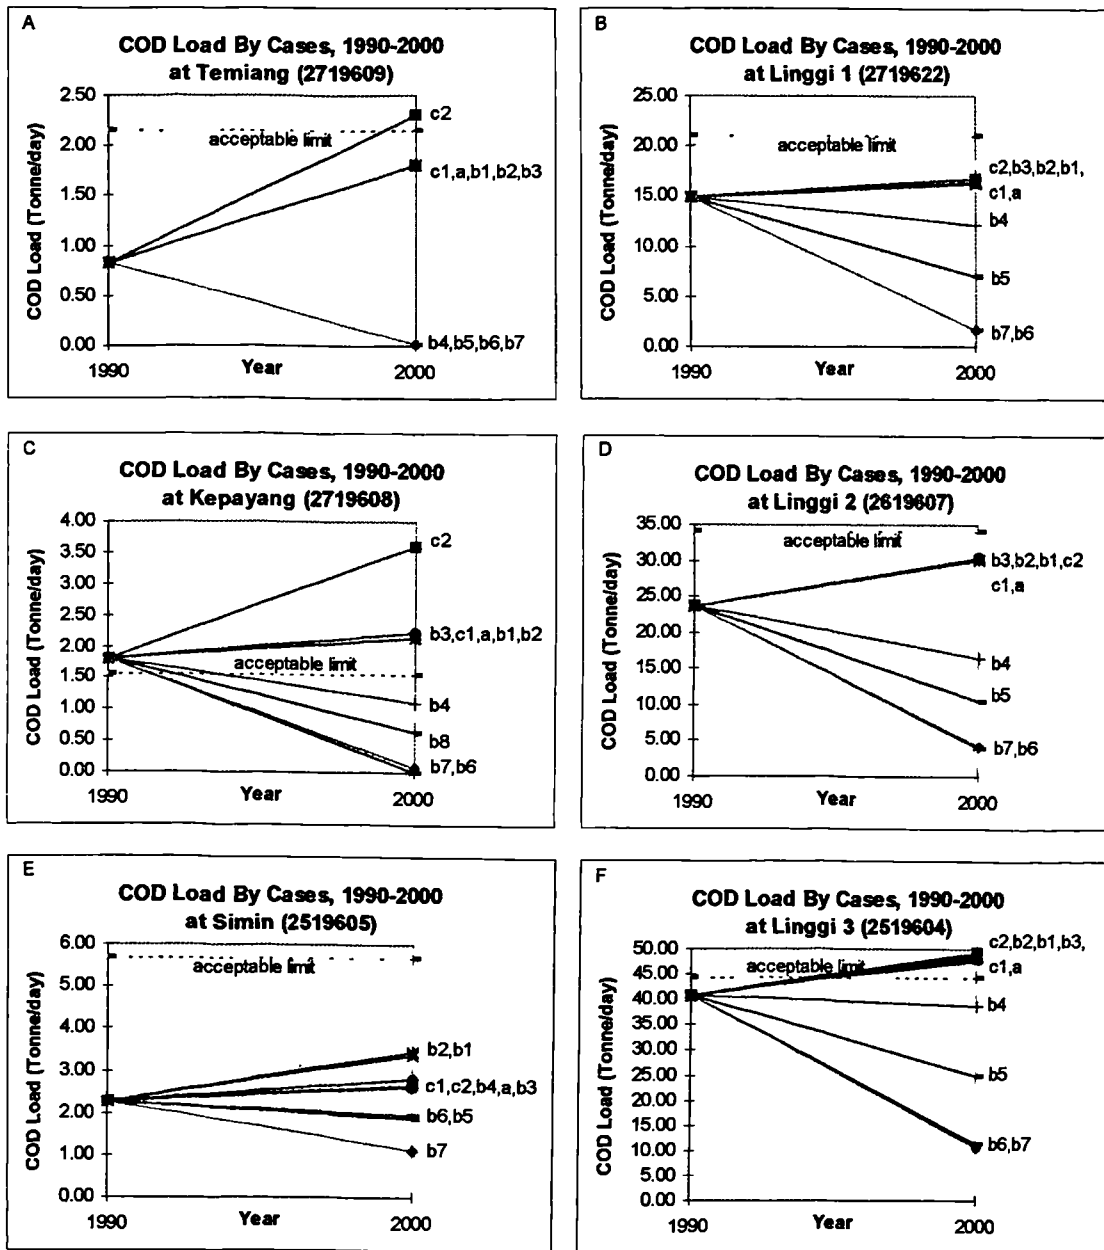 A
COD Load By Cases, 1990-2000
at Temiang (2719609)
COD Load (Tonne/day)
2.50
2.00
1.50
1.00
0.50
0.00
acceptable limit
c2
c1,a,b1,b2,b3
b4,b5,b6,b7
1990
Year
2000
B
COD Load By Cases, 1990-2000
at Linggi 1 (2719622)
COD Load (Tonne/day)
25.00
20.00
15.00
10.00
5.00
0.00
acceptable limit
c2,b3,b2,b1,
c1,a
b4
b5
b7,b6
1990
Year
2000
C
COD Load By Cases, 1990-2000
at Kepayang (2719608)
COD Load (Tonne/day)
4.00
3.50
3.00
2.50
2.00
1.50
1.00
0.50
0.00
c2
b3,c1,a,b1,b2
acceptable limit
b4
b8
b7,b6
1990
Year
2000
D
COD Load By Cases, 1990-2000
at Linggi 2 (2619607)
COD Load (Tonne/day)
35.00
30.00
25.00
20.00
15.00
10.00
5.00
0.00
acceptable limit
b3,b2,b1,c2
c1,a
b4
b5
b7,b6
1990
Year
2000
E
COD Load By Cases, 1990-2000
at Simin (2519605)
COD Load (Tonne/day)
6.00
5.00
4.00
3.00
2.00
1.00
0.00
acceptable limit
b2,b1
c1,c2,b4,a,b3
b6,b5
b7
1990
Year
2000
F
COD Load By Cases, 1990-2000
at Linggi 3 (2519604)
COD Load (Tonne/day)
50.00
45.00
40.00
35.00
30.00
25.00
20.00
15.00
10.00
5.00
0.00
acceptable limit
c2,b2,b1,b3,
c1,a
b4
b5
b6,b7
1990
Year
2000